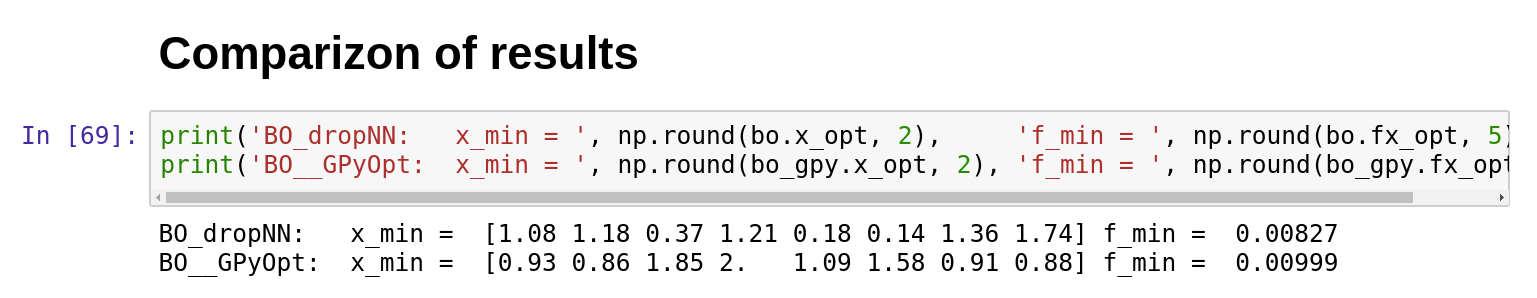 Comparizon of results
In [69]: print('BO_dropNN:   x_min = ', np.round(bo.x_opt, 2),     'f_min = ', np.round(bo.fx_opt, 5)
print('BO__GPyOpt:  x_min = ', np.round(bo_gpy.x_opt, 2), 'f_min = ', np.round(bo_gpy.fx_opt
BO_dropNN:   x_min =  [1.08 1.18 0.37 1.21 0.18 0.14 1.36 1.74] f_min =  0.00827
BO__GPyOpt:  x_min =  [0.93 0.86 1.85 2.   1.09 1.58 0.91 0.88] f_min =  0.00999